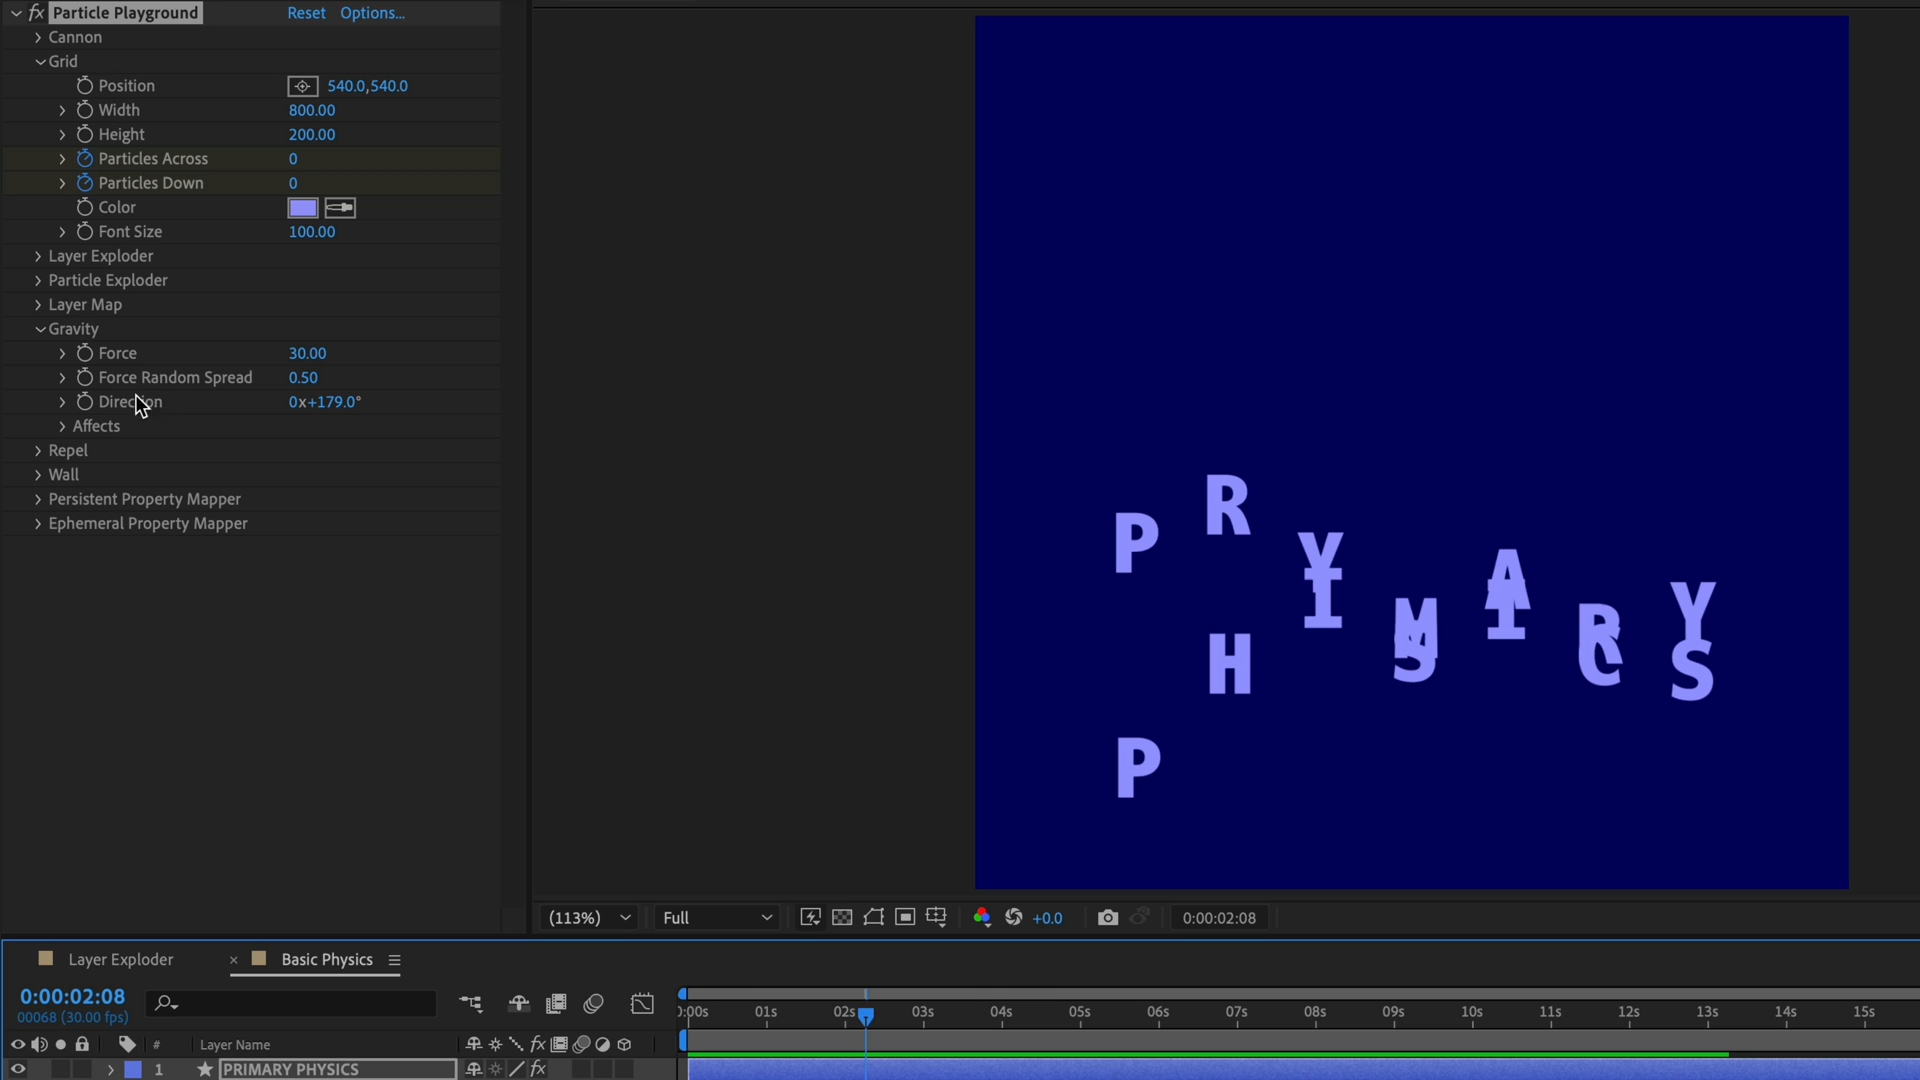 Particle Playground Reset Options...
Cannon
Grid
Position 540.0,540.0
Width 800.00
Height 200.00
Particles Across 0
Particles Down 0
Color
Font Size 100.00
Layer Exploder
Particle Exploder
Layer Map
Gravity
Force 30.00
Force Random Spread 0.50
Direction 0x+179.0°
Affects
Repel
Wall
Persistent Property Mapper
Ephemeral Property Mapper
P R I M A R Y
P H Y S I C S
(113%) Full +0.0 0:00:02:08
Layer Exploder × Basic Physics
0:00:02:08
00068 (30.00 fps)
0:00s 01s 02s 03s 04s 05s 06s 07s 08s 09s 10s 11s 12s 13s 14s 15s
# Layer Name
1 PRIMARY PHYSICS